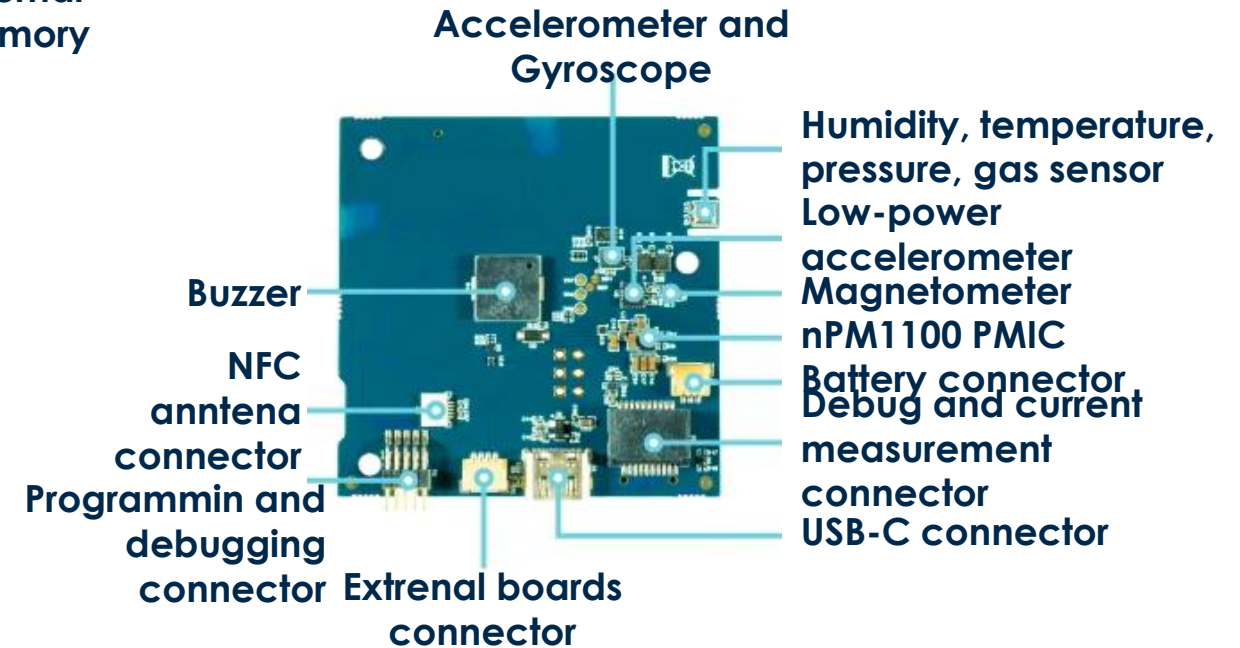 mory
Accelerometer and
Gyroscope
Humidity, temperature,
pressure, gas sensor
Low-power
accelerometer
Magnetometer
nPM1100 PMIC
Battery connector
Debug and current
measurement
connector
USB-C connector
Buzzer
NFC
anntena
connector
Programmin and
debugging
connector
Extrenal boards
connector